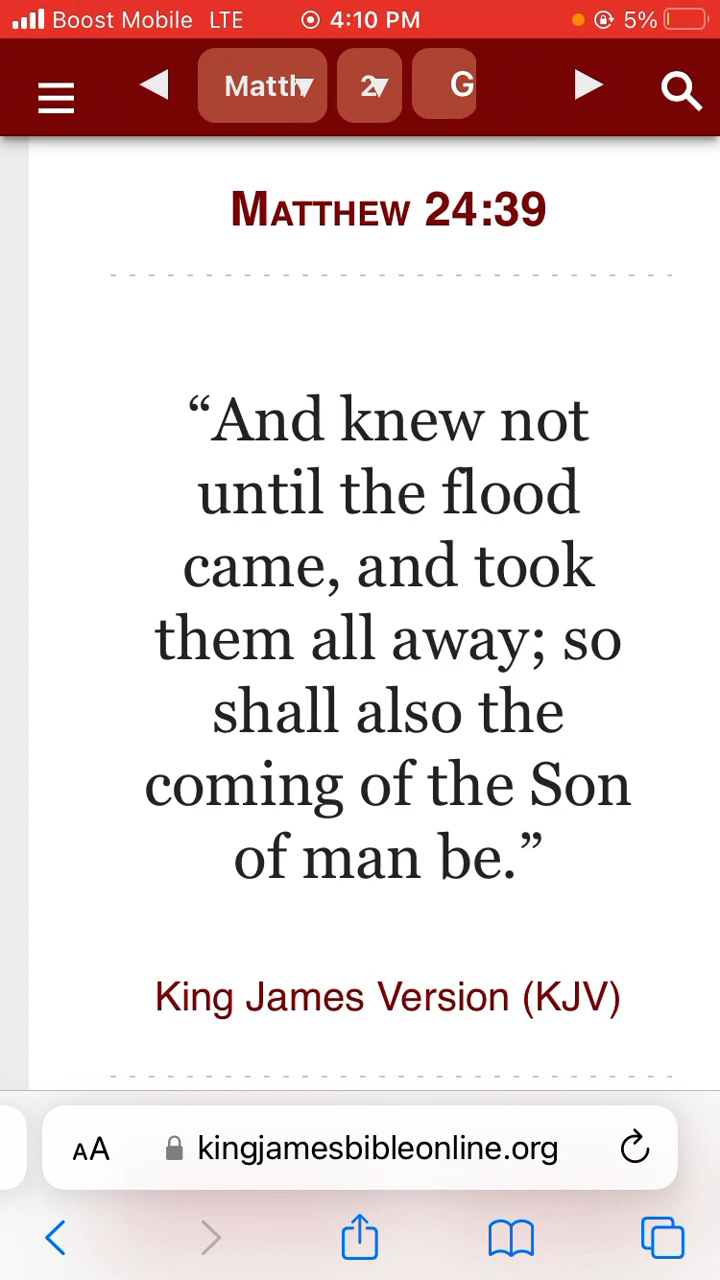 Boost Mobile LTE 4:10 PM 5%
Matth 2 G
MATTHEW 24:39
“And knew not
until the flood
came, and took
them all away; so
shall also the
coming of the Son
of man be.”
King James Version (KJV)
AA kingjamesbibleonline.org